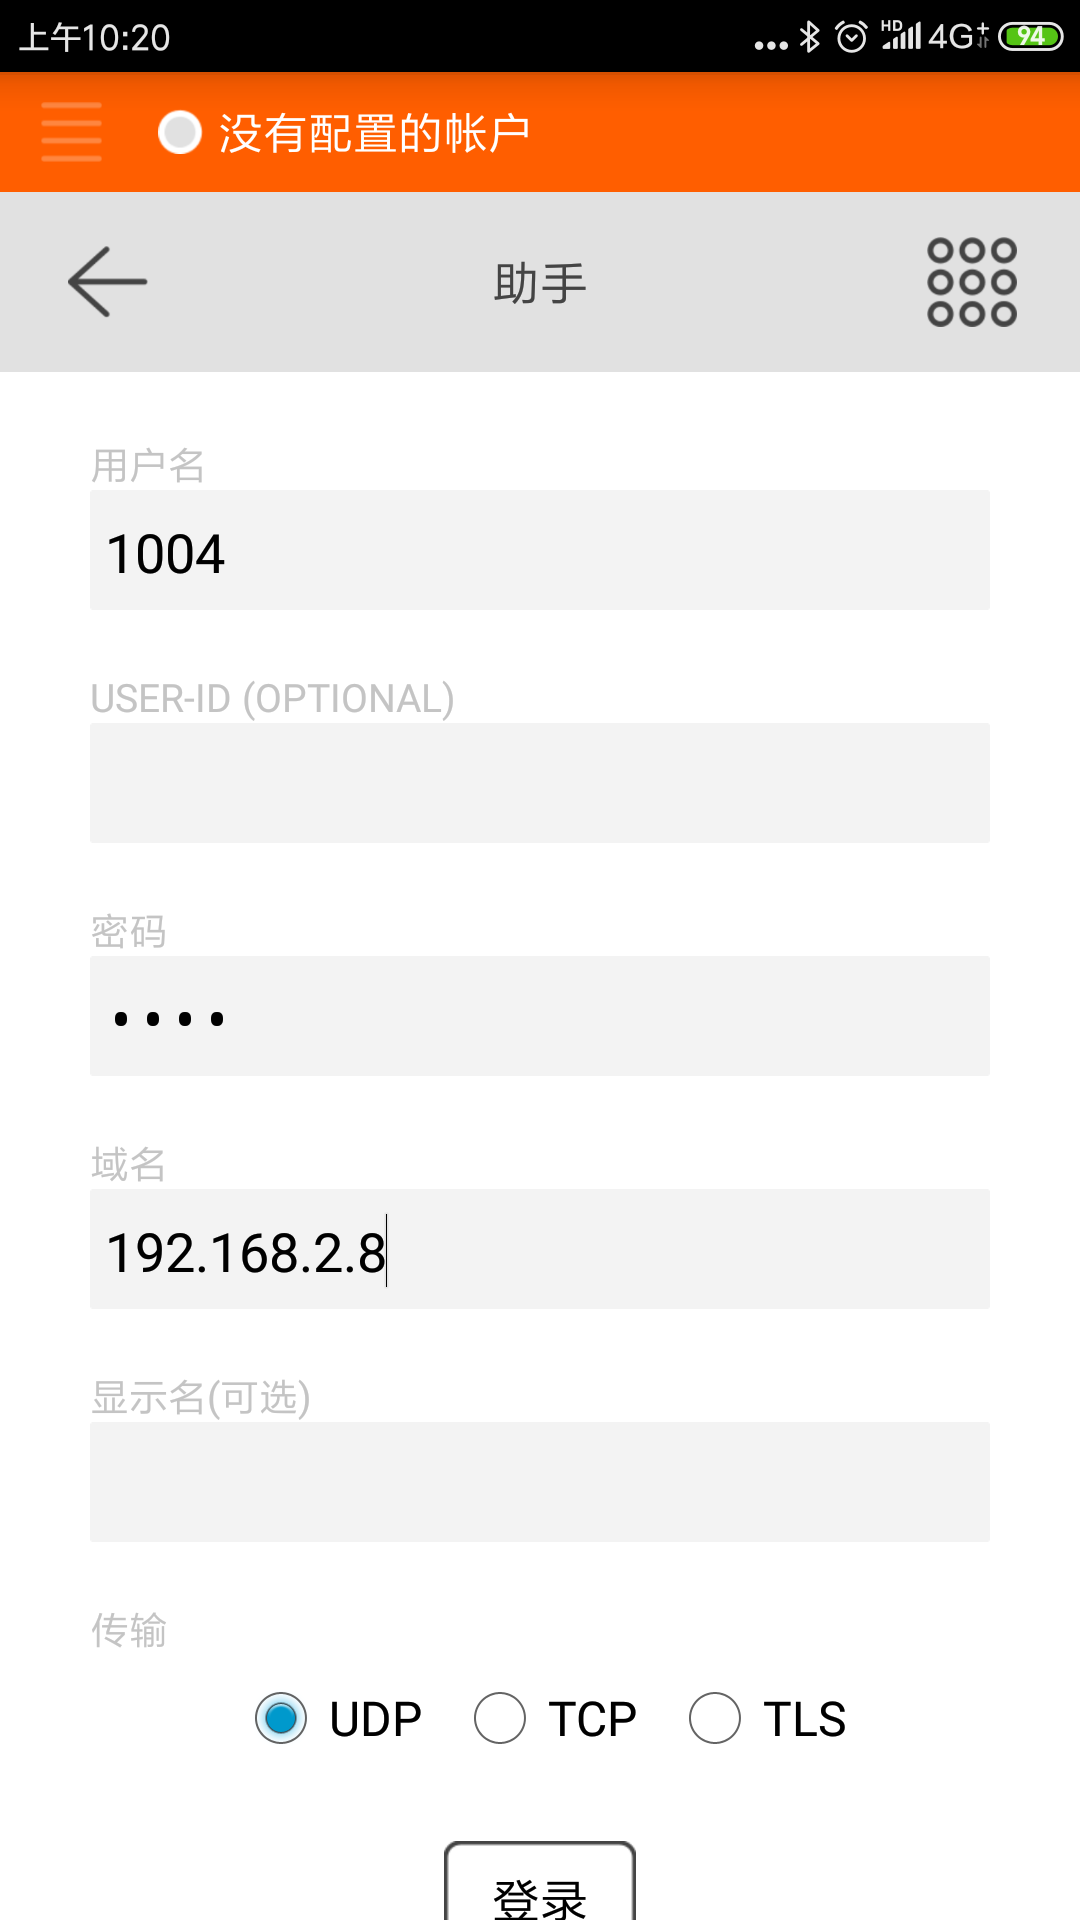 上午10:20 ... HD 4G+ 94
没有配置的帐户
助手
用户名
1004
USER-ID (OPTIONAL)
密码
••••
域名
192.168.2.8
显示名(可选)
传输
UDP TCP TLS
登录